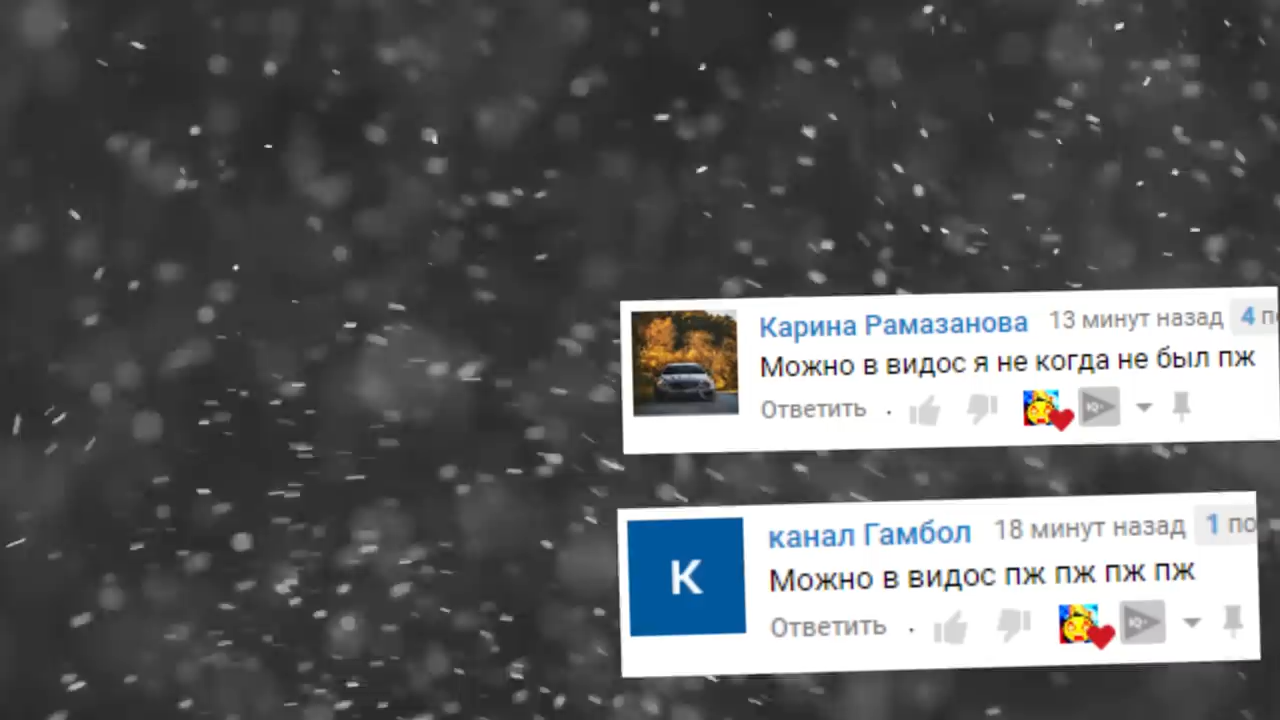 Карина Рамазанова 13 минут назад 4
Можно в видос я не когда не был пж
Ответить
К
канал Гамбол 18 минут назад 1 по
Можно в видос пж пж пж пж
Ответить